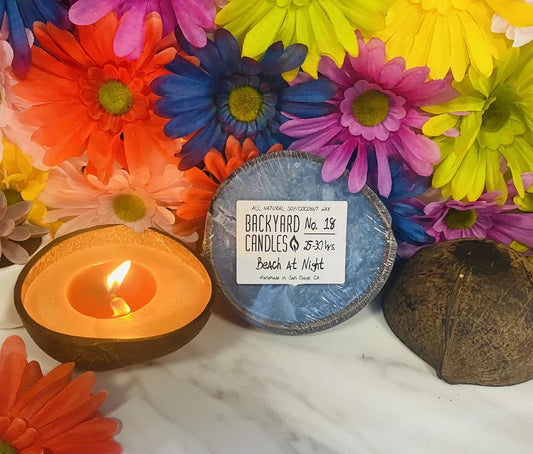 ALL NATURAL SOY/COCONUT WAX
BACKYARD No. 18
CANDLES 25-30 Hrs.
BEACH At Night
Handmade in San Diego, CA